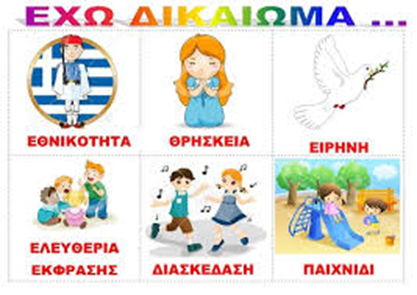 ΕΧΩ ΔΙΚΑΙΩΜΑ ...
ΕΘΝΙΚΟΤΗΤΑ
ΘΡΗΣΚΕΙΑ
ΕΙΡΗΝΗ
ΕΛΕΥΘΕΡΙΑ
ΕΚΦΡΑΣΗΣ
ΔΙΑΣΚΕΔΑΣΗ
ΠΑΙΧΝΙΔΙ